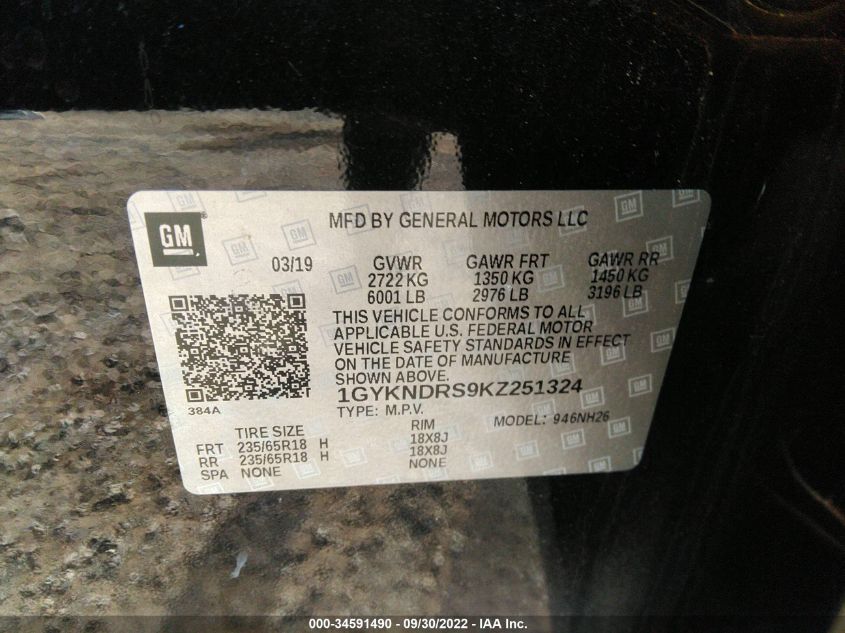 GM
MFD BY GENERAL MOTORS LLC
03/19 GVWR GAWR FRT GAWR RR
2722 KG 1350 KG 1450 KG
6001 LB 2976 LB 3196 LB
THIS VEHICLE CONFORMS TO ALL
APPLICABLE U.S. FEDERAL MOTOR
VEHICLE SAFETY STANDARDS IN EFFECT
ON THE DATE OF MANUFACTURE
SHOWN ABOVE.
1GYKNDRS9KZ251324
384A
TYPE: M.P.V. MODEL: 946NH26
TIRE SIZE RIM
FRT 235/65R18 H 18X8J
RR 235/65R18 H 18X8J
SPA NONE NONE
000-34591490 - 09/30/2022 - IAA Inc.